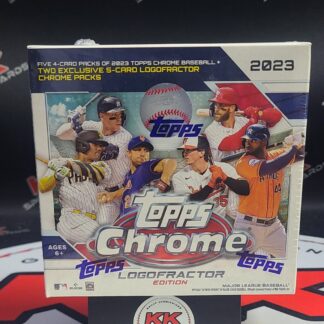 FIVE 4-CARD PACKS OF 2023 TOPPS CHROME BASEBALL +
TWO EXCLUSIVE 5-CARD LOGOFRACTOR
CHROME PACKS
2023
topps
topps
Chrome
AGES
6+
topps
topps
LOGOFRACTOR
EDITION
MAJOR LEAGUE BASEBALL
KK